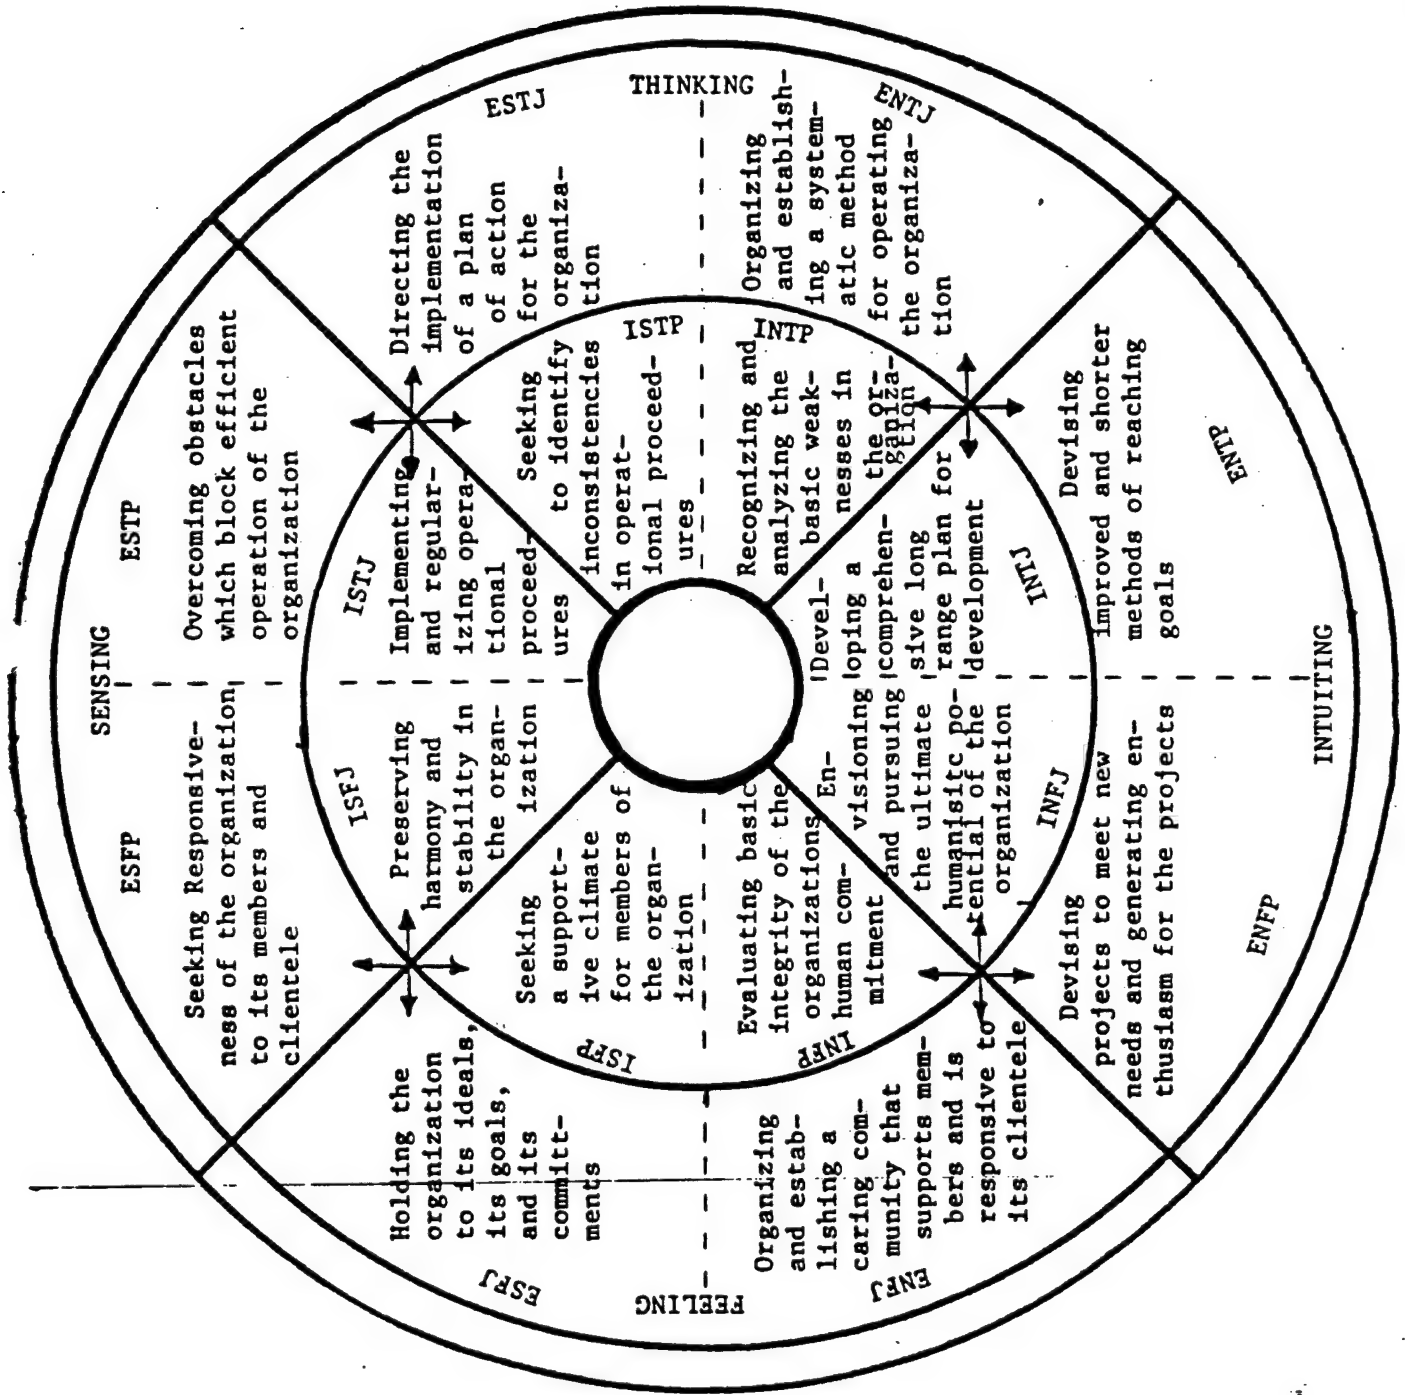 SENSING
ESFP
Seeking Responsive-
ness of the organization
to its members and
clientele
ESTP
Overcoming obstacles
which block efficient
operation of the
organization
ISFJ
Preserving
harmony and
stability in
the organ-
ization
ISTJ
Implementing
and regular-
izing opera-
tional
proceed-
ures
THINKING
ESTJ
Directing the
implementation
of a plan
of action
for the
organiza-
tion
ENTJ
Organizing
and establish-
ing a system-
atic method
for operating
the organiza-
tion
ISTP
Seeking
to identify
inconsistencies
in operat-
ional proceed-
ures
INTP
Recognizing and
analyzing the
basic weak-
nesses in
the or-
ganiza-
tion
FEELING
ESFJ
Holding the
organization
to its ideals,
its goals,
and its
committ-
ments
ENFJ
Organizing
and estab-
lishing a
caring com-
munity that
supports mem-
bers and is
responsive to
its clientele
ISFP
Seeking
a support-
ive climate
for members of
the organ-
ization
INFP
Evaluating basic
integrity of the
organizations
human com-
mitment
INTUITING
INFJ
En-
visioning
and pursuing
the ultimate
humanisitc po-
tential of the
organization
INTJ
Devel-
oping a
comprehen-
sive long
range plan for
development
ENFP
Devising
projects to meet new
needs and generating en-
thusiasm for the projects
ENTP
Devising
improved and shorter
methods of reaching
goals